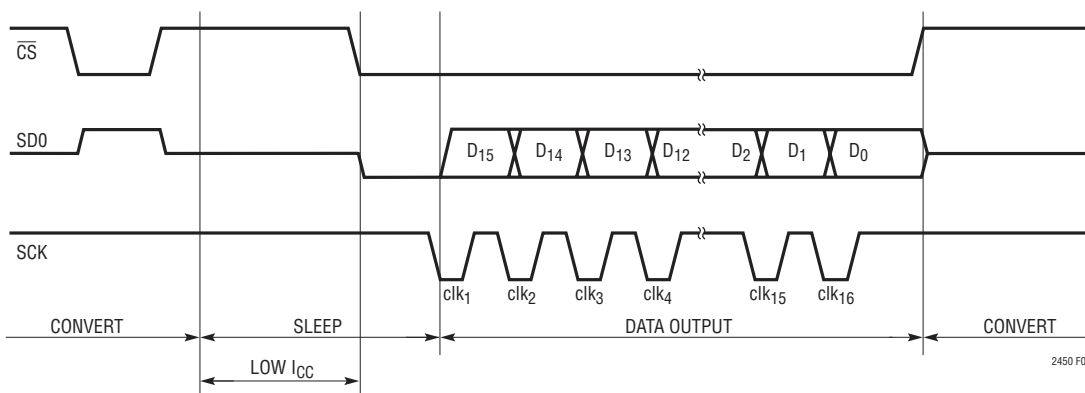 CS
SD0
D15 D14 D13 D12 D2 D1 D0
SCK
clk1 clk2 clk3 clk4 clk15 clk16
CONVERT SLEEP DATA OUTPUT CONVERT
LOW ICC
2450 F0